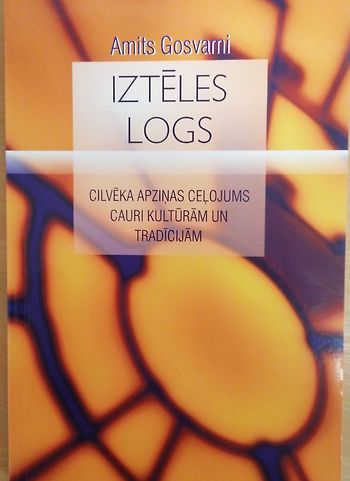 Amits Gosvami
IZTĒLES
LOGS
CILVĒKA APZIŅAS CEĻOJUMS
CAURI KULTŪRĀM UN
TRADĪCIJĀM